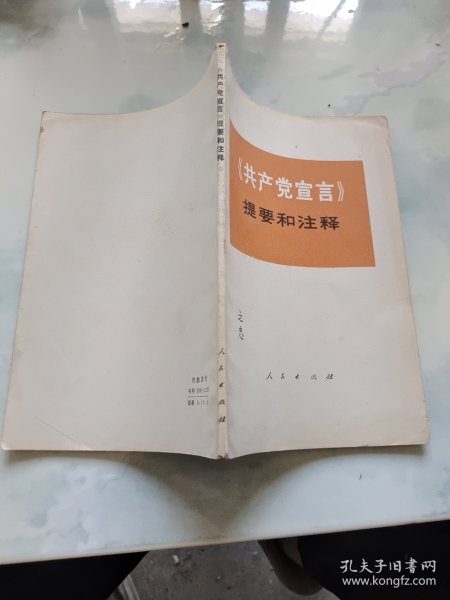 《共产党宣言》
提要和注释
人民出版社
《共产党宣言》提要和注释
人民出版社
孔夫子旧书网
www.kongfz.com